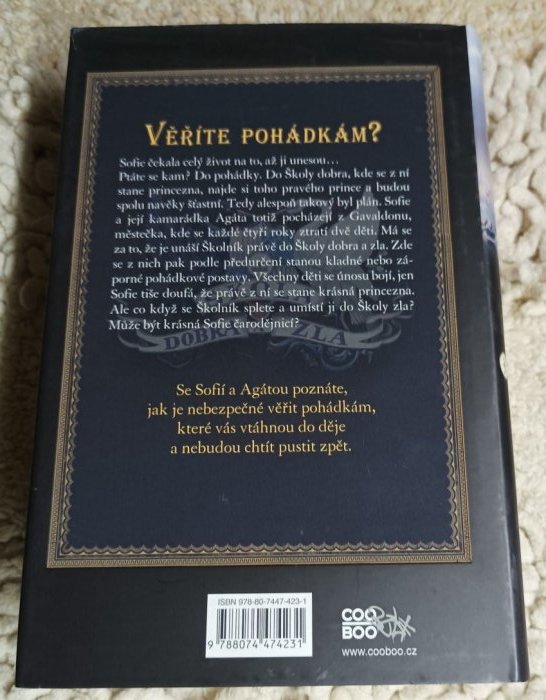 VĚŘÍTE POHÁDKÁM?
Sofie čekala celý život na to, až ji unesou…
Ptáte se kam? Do pohádky. Do Školy dobra, kde se z ní
stane princezna, najde si toho pravého prince a budou
spolu navěky šťastní. Tedy alespoň takový byl plán. Sofie
a její kamarádka Agáta totiž pocházejí z Gavaldonu,
městečka, kde se každé čtyři roky ztratí dvě děti. Má se
za to, že je unáší Školník právě do Školy dobra a zla. Zde
se z nich pak podle předurčení stanou kladné nebo zá-
porné pohádkové postavy. Všechny děti se únosu bojí, jen
Sofie tiše doufá, že právě z ní se stane krásná princezna.
Ale co když se Školník splete a umístí ji do Školy zla?
Může být krásná Sofie čarodějnicí?
DOBRA ZLA
Se Sofií a Agátou poznáte,
jak je nebezpečné věřit pohádkám,
které vás vtáhnou do děje
a nebudou chtít pustit zpět.
ISBN 978-80-7447-423-1
9 788074 474231
COO
BOO
www.cooboo.cz